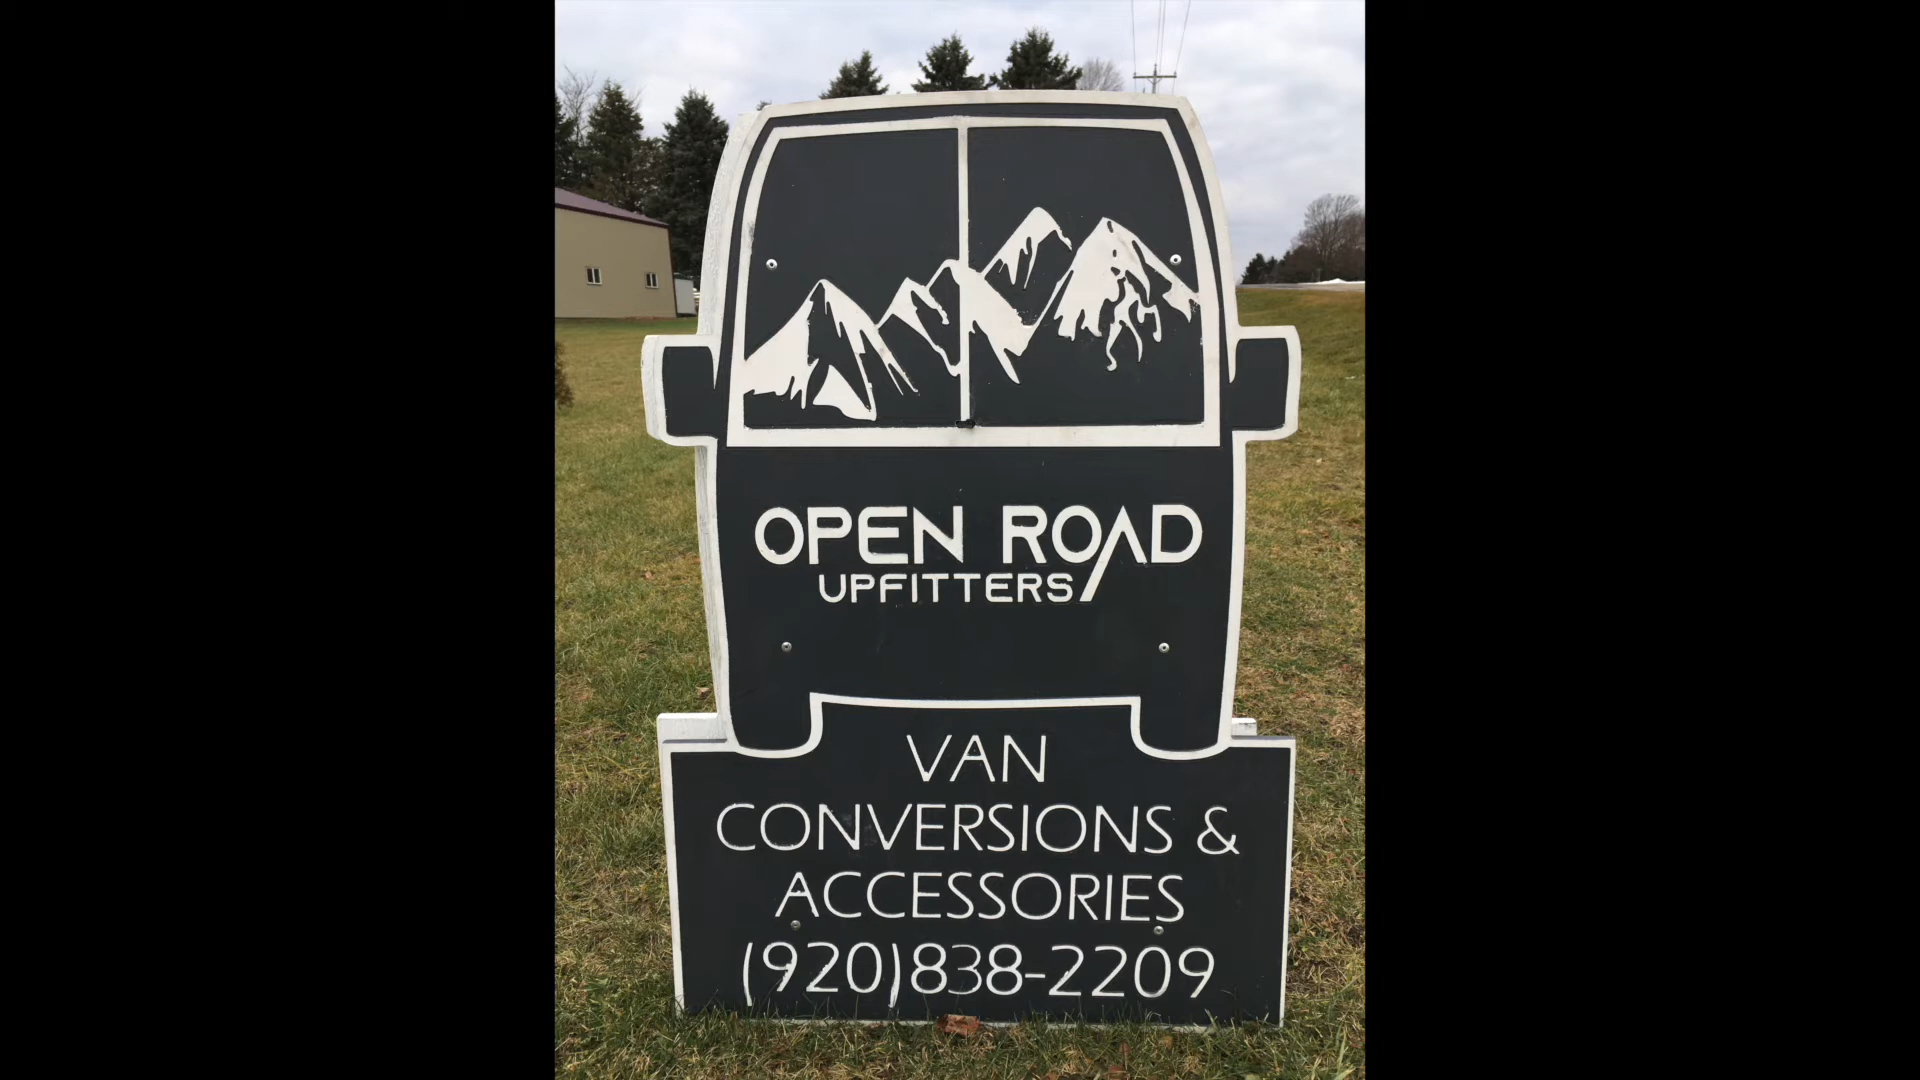 OPEN ROAD
UPFITTERS
VAN
CONVERSIONS &
ACCESSORIES
(920)838-2209